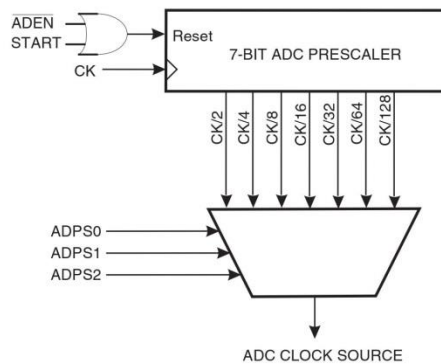 ADEN
START
Reset
7-BIT ADC PRESCALER
CK
CK/2
CK/4
CK/8
CK/16
CK/32
CK/64
CK/128
ADPS0
ADPS1
ADPS2
ADC CLOCK SOURCE